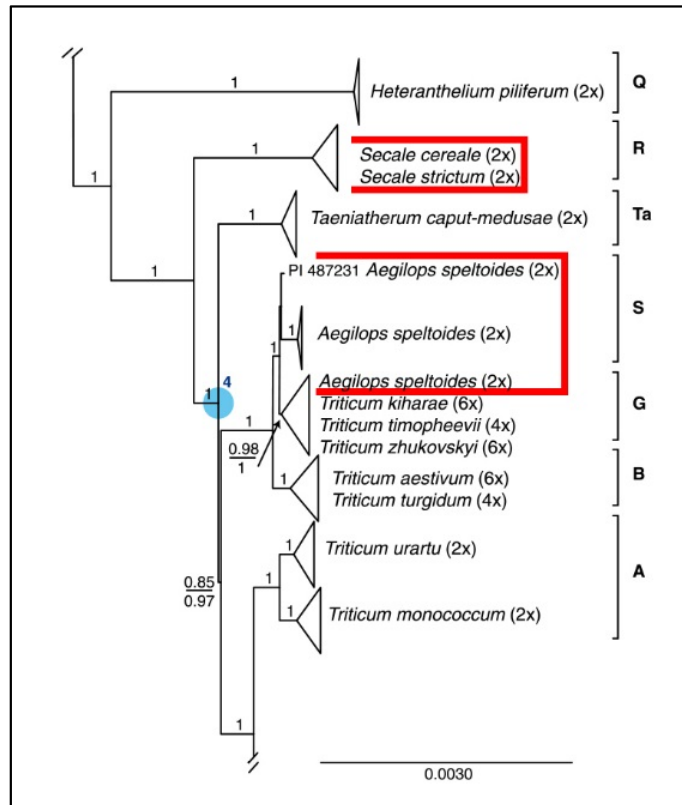 1
Heteranthelium piliferum (2x)
Q
1
1
Secale cereale (2x)
Secale strictum (2x)
R
1
1
Taeniatherum caput-medusae (2x)
Ta
PI 487231 Aegilops speltoides (2x)
1
Aegilops speltoides (2x)
1
S
4
1
Aegilops speltoides (2x)
Triticum kiharae (6x)
Triticum timopheevii (4x)
Triticum zhukovskyi (6x)
G
1
0.98
1
1
Triticum aestivum (6x)
Triticum turgidum (4x)
B
1
Triticum urartu (2x)
A
1
0.85
0.97
1
Triticum monococcum (2x)
1
0.0030